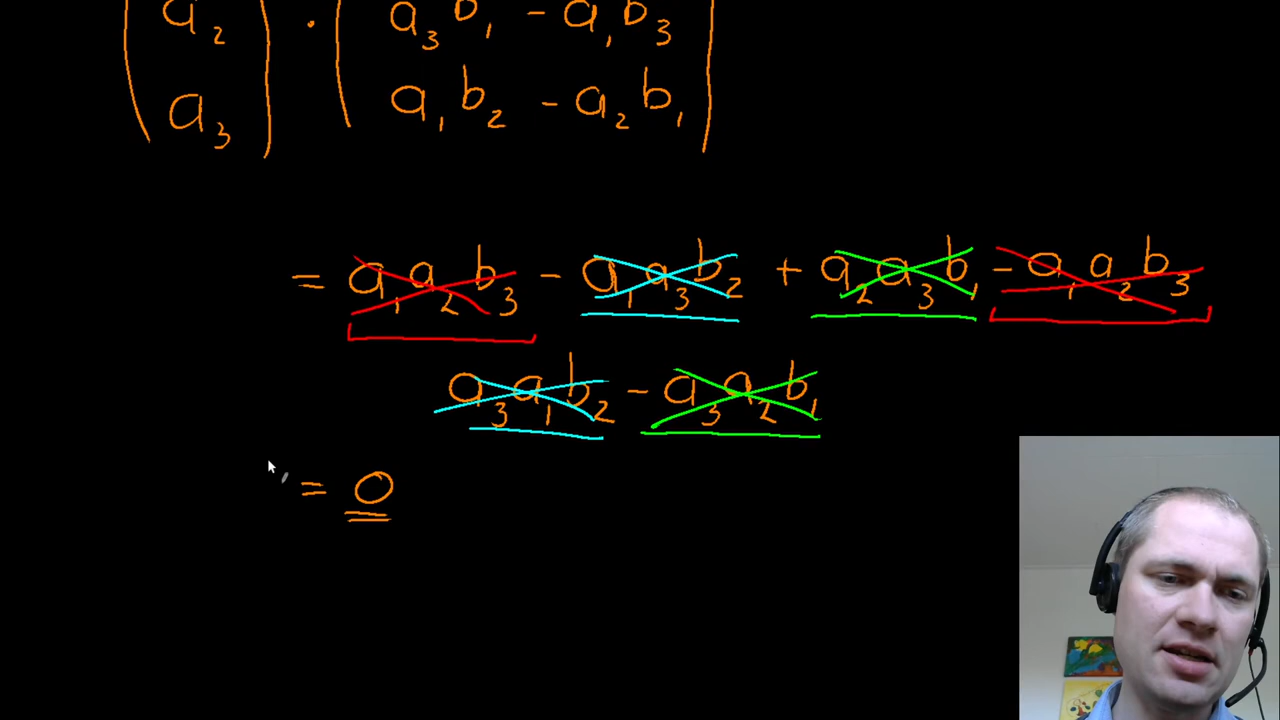 a₂ · a₃b₁ - a₁b₃
a₃ a₁b₂ - a₂b₁
= a₁a₂b₃ - a₁a₃b₂ + a₂a₃b₁ - a₁a₂b₃
a₃a₁b₂ - a₃a₂b₁
= 0